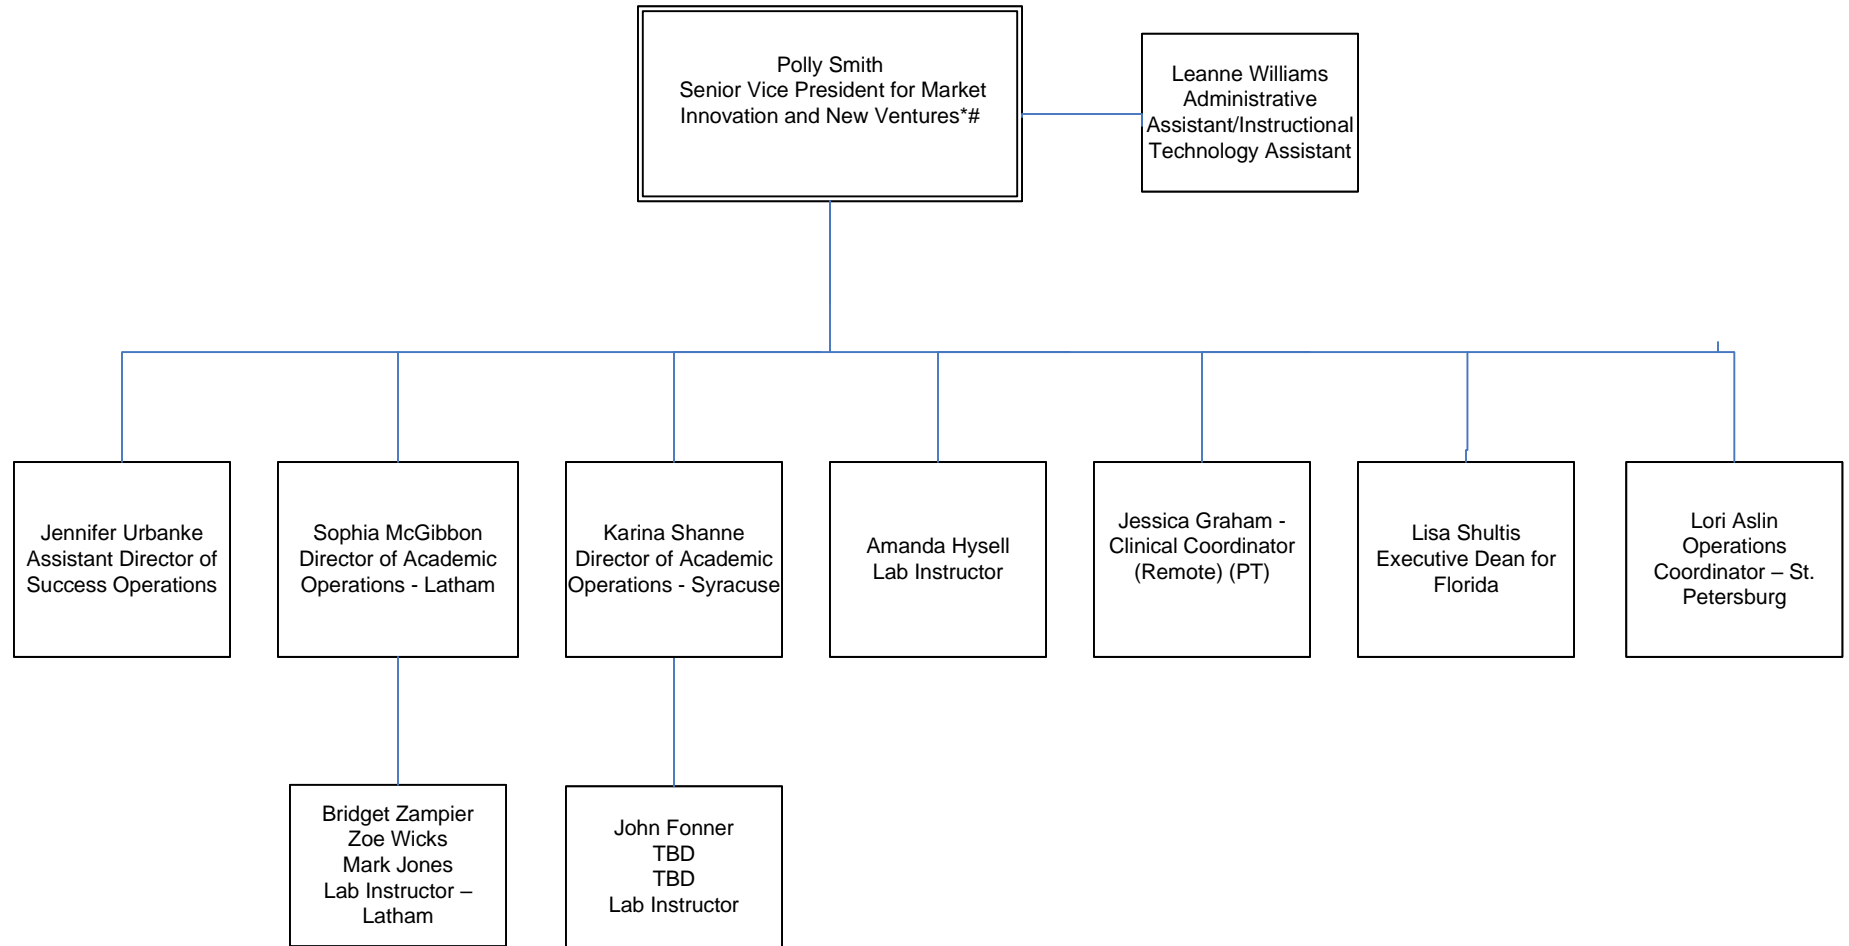 Polly Smith
Senior Vice President for Market
Innovation and New Ventures*#
Leanne Williams
Administrative
Assistant/Instructional
Technology Assistant
Jennifer Urbanke
Assistant Director of
Success Operations
Sophia McGibbon
Director of Academic
Operations - Latham
Karina Shanne
Director of Academic
Operations - Syracuse
Amanda Hysell
Lab Instructor
Jessica Graham -
Clinical Coordinator
(Remote) (PT)
Lisa Shultis
Executive Dean for
Florida
Lori Aslin
Operations
Coordinator – St.
Petersburg
Bridget Zampier
Zoe Wicks
Mark Jones
Lab Instructor –
Latham
John Fonner
TBD
TBD
Lab Instructor